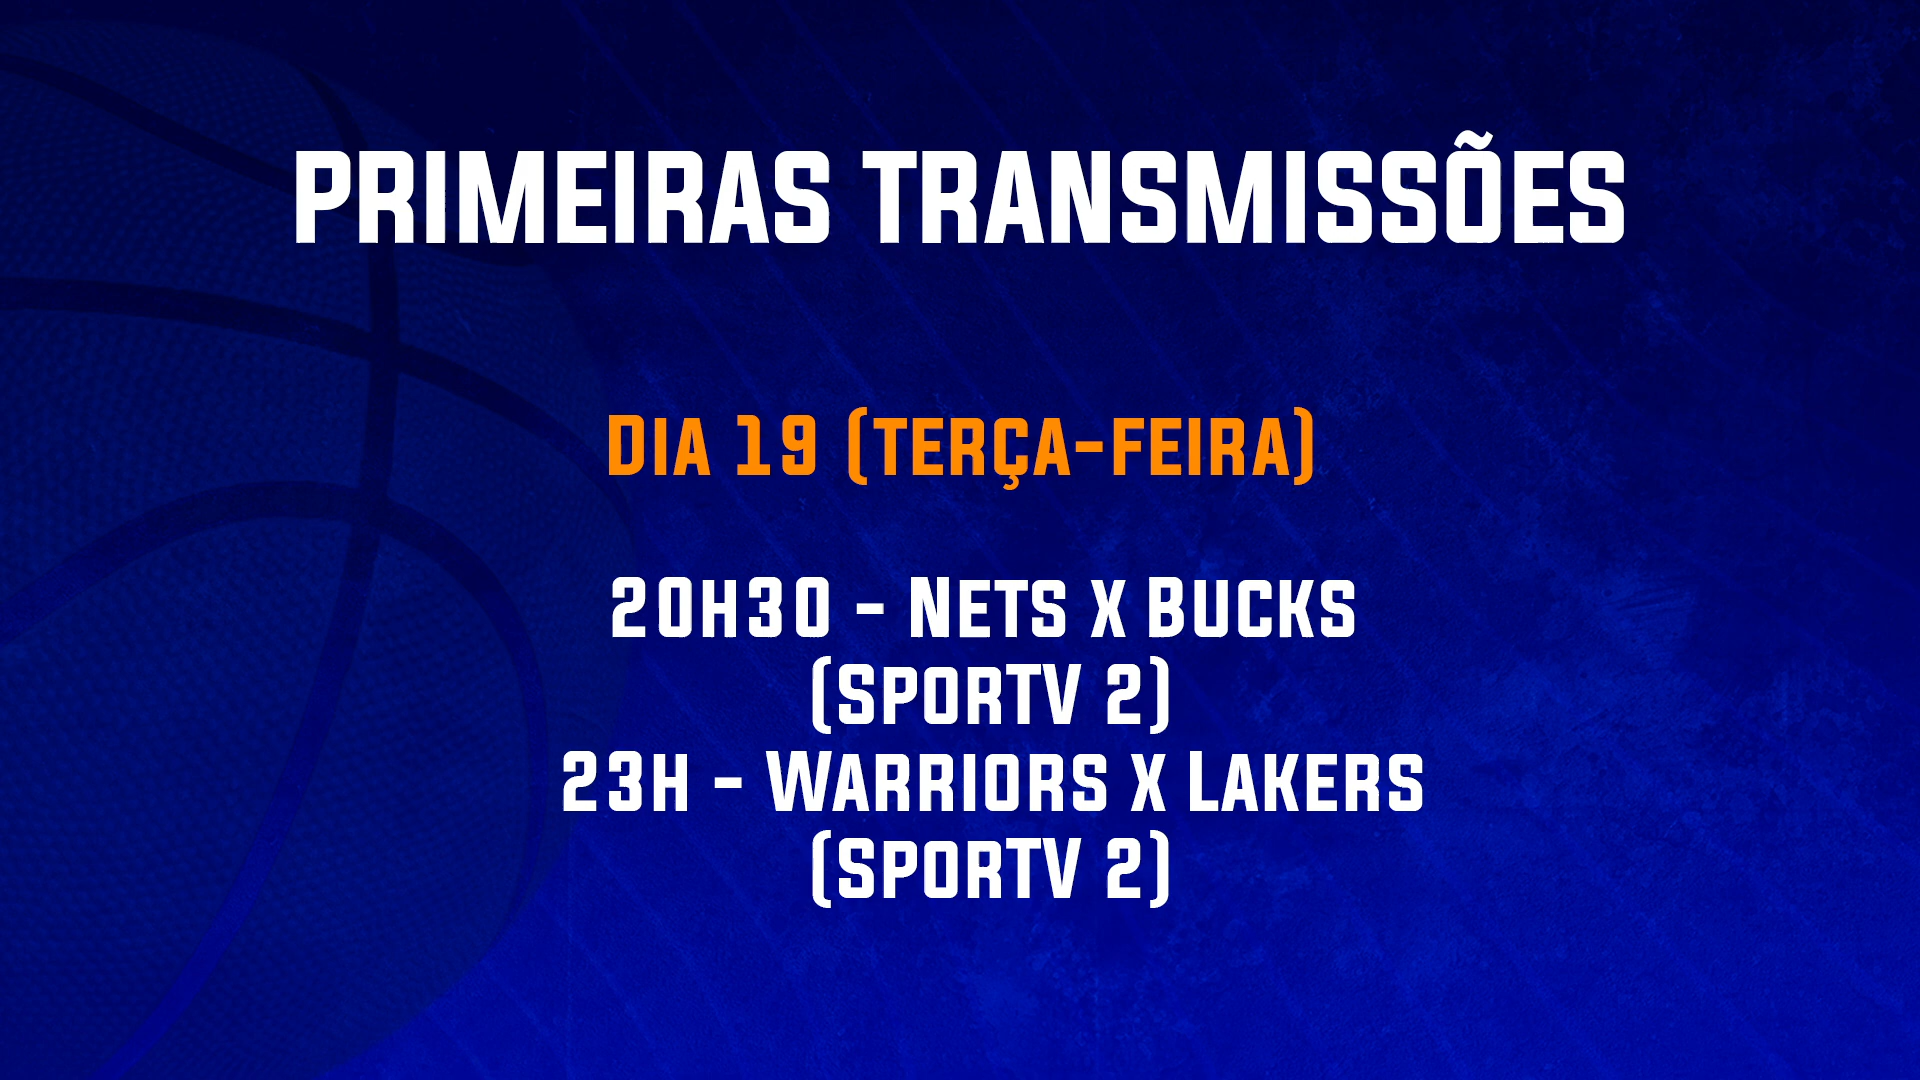 PRIMEIRAS TRANSMISSÕES
DIA 19 (TERÇA-FEIRA)
20H30 - NETS X BUCKS
(SPORTV 2)
23H - WARRIORS X LAKERS
(SPORTV 2)